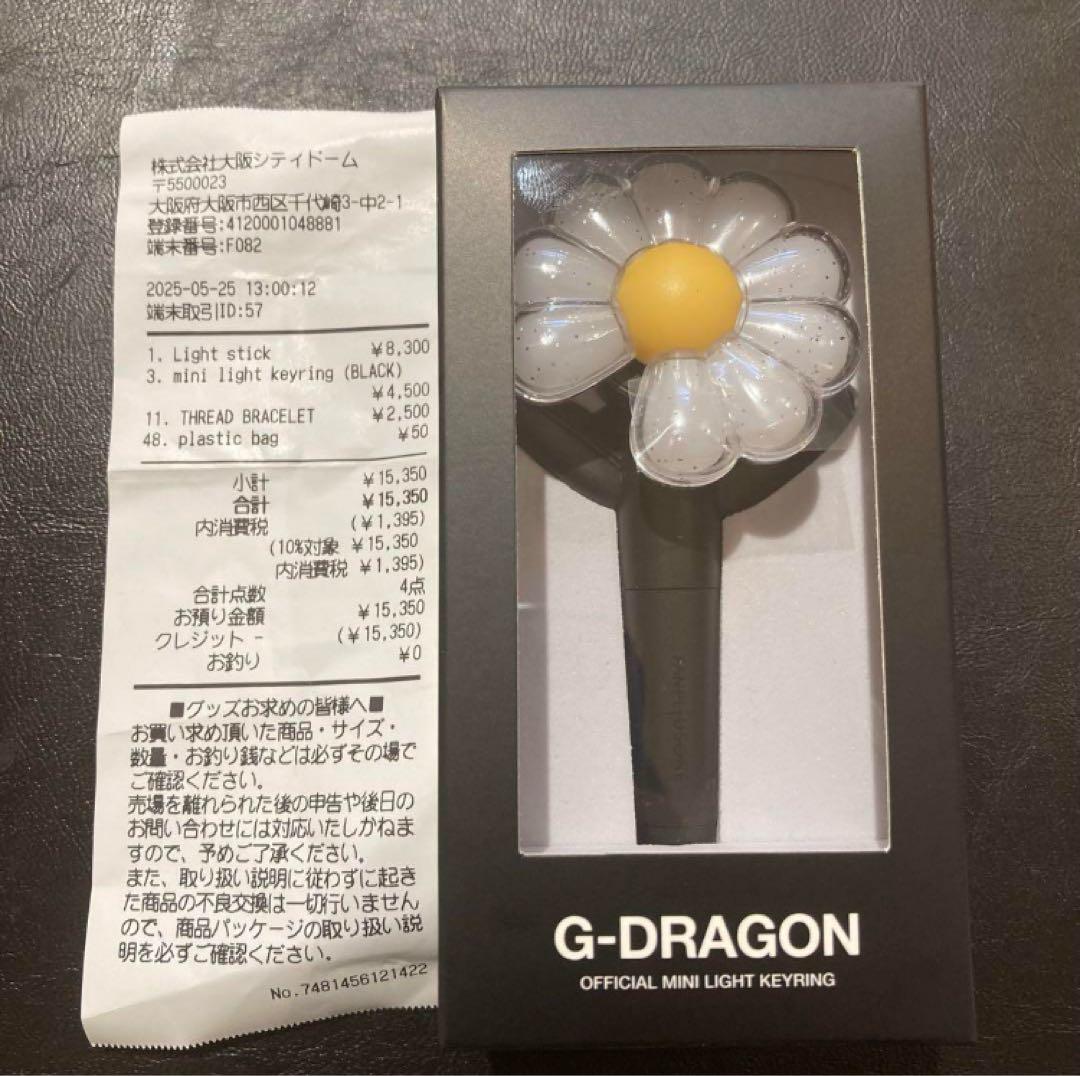 株式会社大阪シティドーム
〒5500023
大阪府大阪市西区千代崎3-中2-1
登録番号:4120001048881
端末番号:F082
2025-05-25 13:00:12
端末取引ID:57
1. Light stick ¥8,300
3. mini light keyring (BLACK)
¥4,500
11. THREAD BRACELET ¥2,500
48. plastic bag ¥50
小計 ¥15,350
合計 ¥15,350
内消費税 (¥1,395)
(10%対象 ¥15,350
内消費税 ¥1,395)
合計点数 4点
お預り金額 ¥15,350
クレジット - (¥15,350)
お釣り ¥0
■グッズお求めの皆様へ■
お買い求め頂いた商品・サイズ・
数量・お釣り銭などは必ずその場で
ご確認ください。
売場を離れられた後の申告や後日の
お問い合わせには対応いたしかねま
すので、予めご了承ください。
また、取り扱い説明に従わずに起き
た商品の不良交換は一切行いません
ので、商品パッケージの取り扱い説
明を必ずご確認ください。
No.7481456121422
G-DRAGON
OFFICIAL MINI LIGHT KEYRING